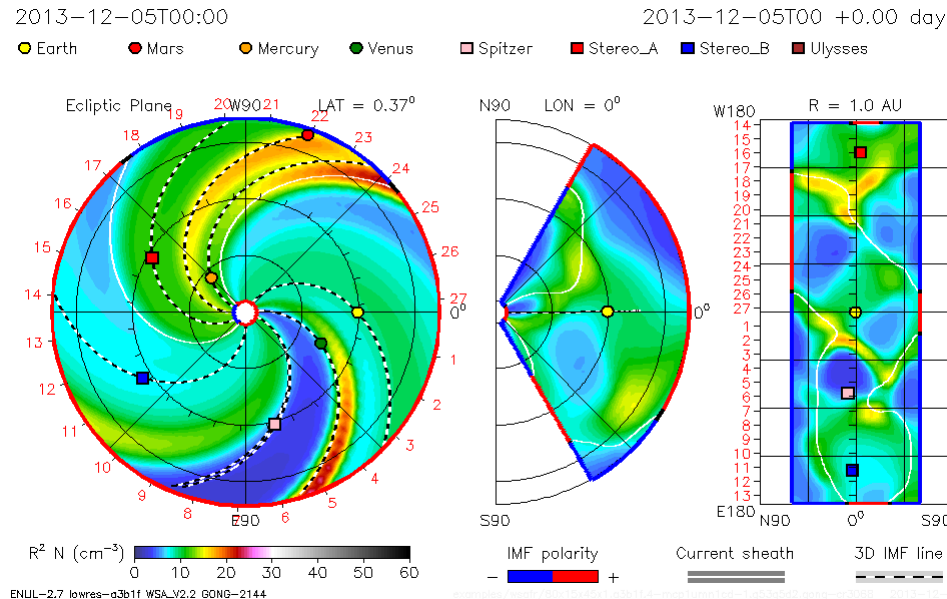 2013-12-05T00:00
2013-12-05T00 +0.00 day
Earth Mars Mercury Venus Spitzer Stereo_A Stereo_B Ulysses
Ecliptic Plane W90 LAT = 0.37⁰
N90 LON = 0⁰
W180 R = 1.0 AU
20 21
19 22
18 23
17 24
16 25
15 26
14 27
0⁰
13
12 1
11 2
10 3
9 4
8 5
6
E90
0⁰
S90
14
15
16
17
18
19
20
21
22
23
24
25
26
27
1
2
3
4
5
6
7
8
9
10
11
12
13
E180 N90 0⁰ S90
R² N (cm⁻³)
0 10 20 30 40 50 60
IMF polarity
- +
Current sheath
3D IMF line
ENLIL-2.7 lowres-a3b1f WSA_V2.2 GONG-2144